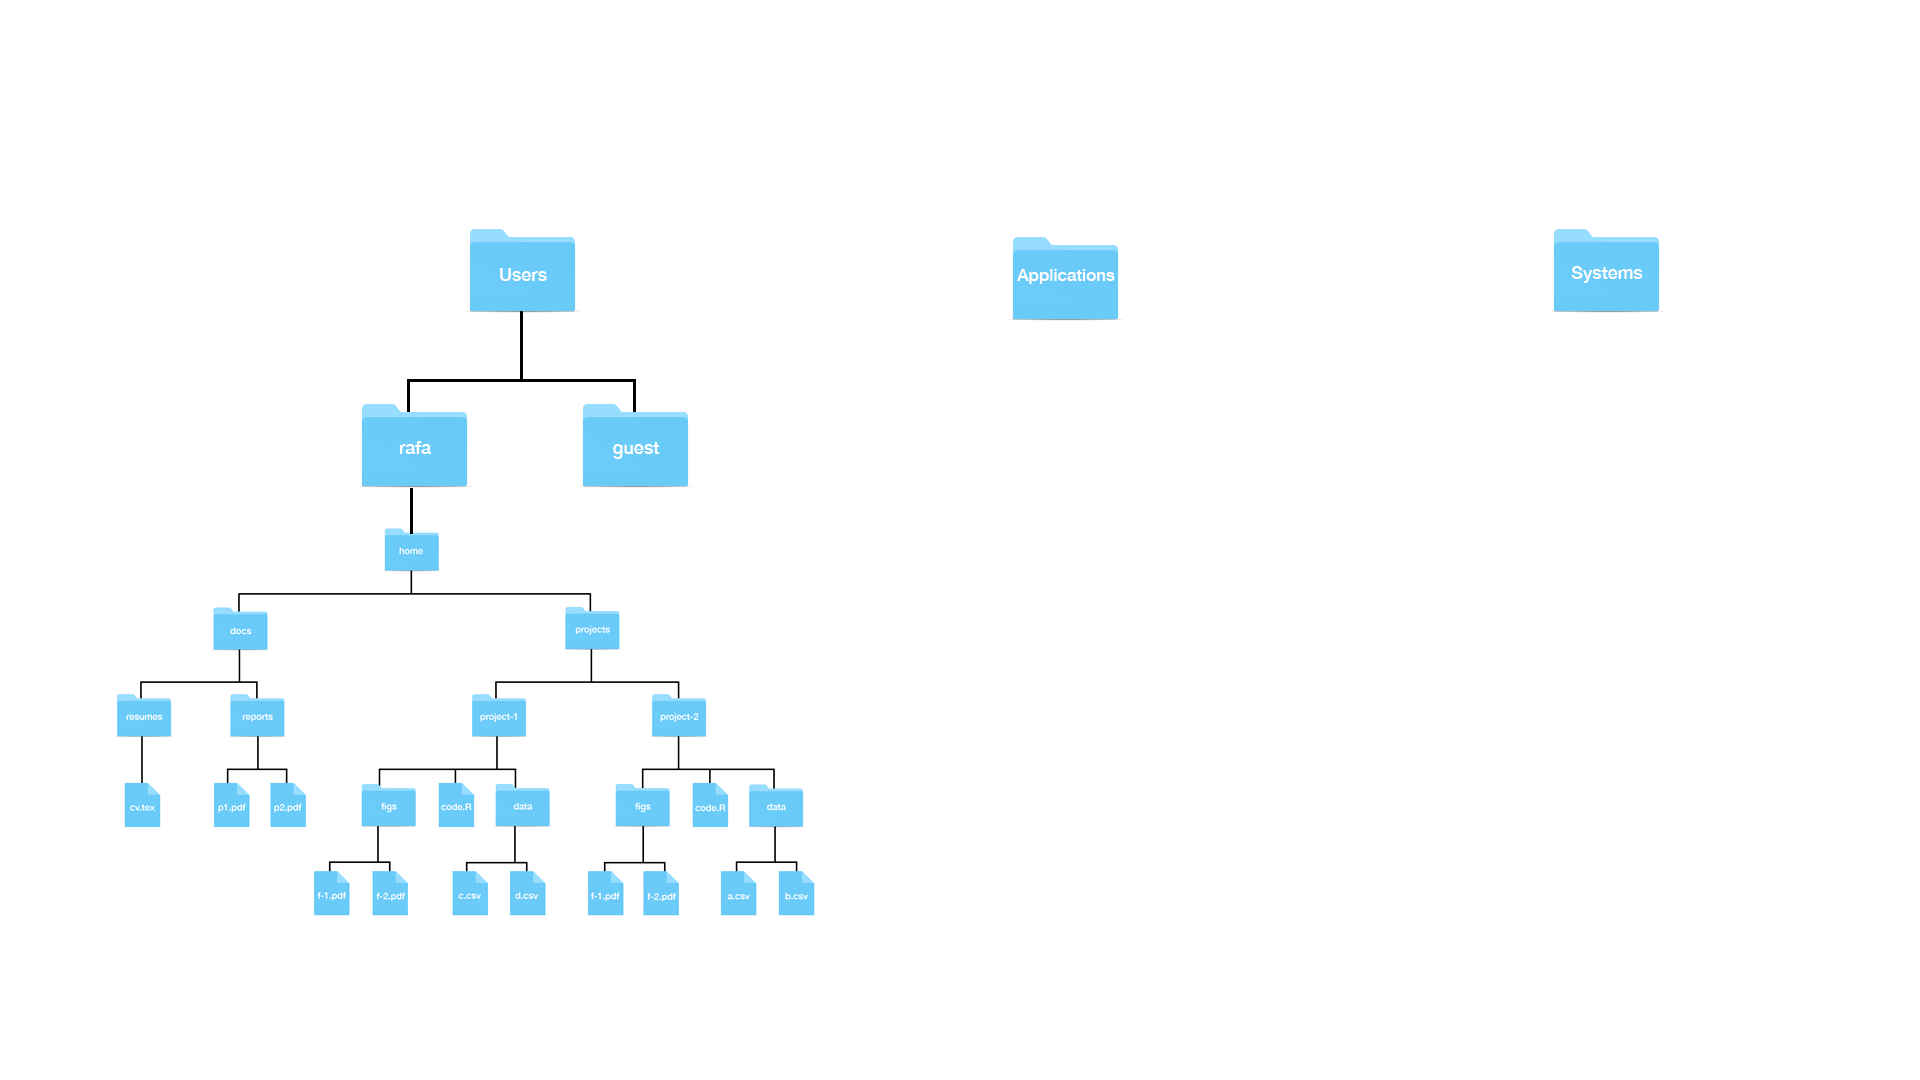 Users
Applications
Systems
rafa
guest
home
docs
projects
resumes
reports
project-1
project-2
cv.tex
p1.pdf
p2.pdf
figs
code.R
data
figs
code.R
data
f-1.pdf
f-2.pdf
c.csv
d.csv
f-1.pdf
f-2.pdf
a.csv
b.csv